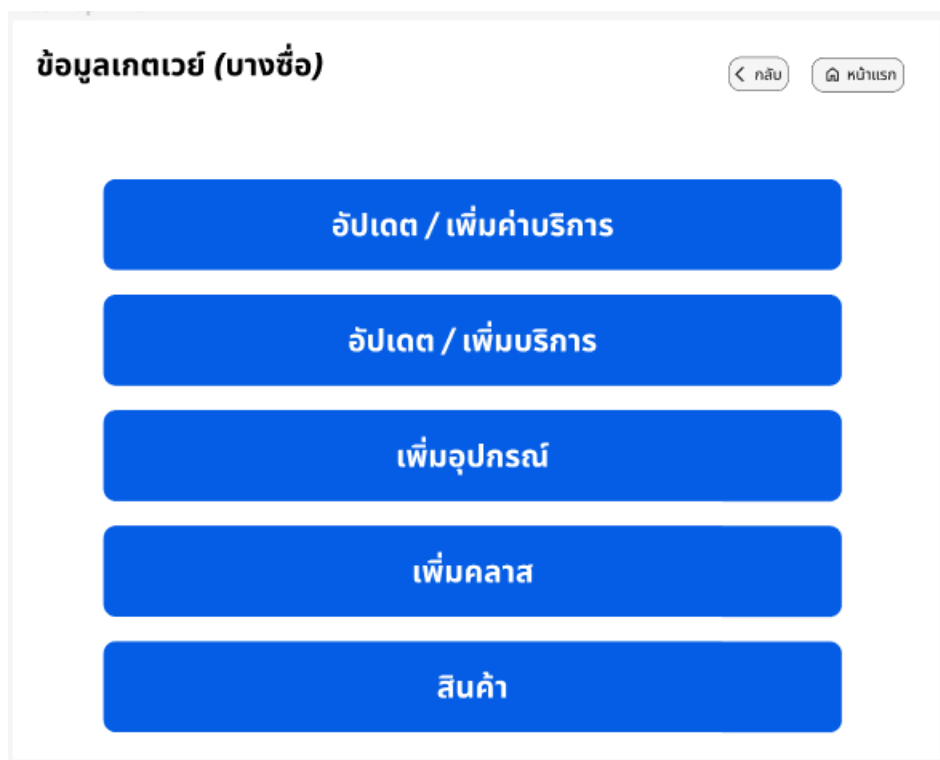 ข้อมูลเกตเวย์ (บางซื่อ)
กลับ
หน้าแรก
อัปเดต / เพิ่มค่าบริการ
อัปเดต / เพิ่มบริการ
เพิ่มอุปกรณ์
เพิ่มคลาส
สินค้า